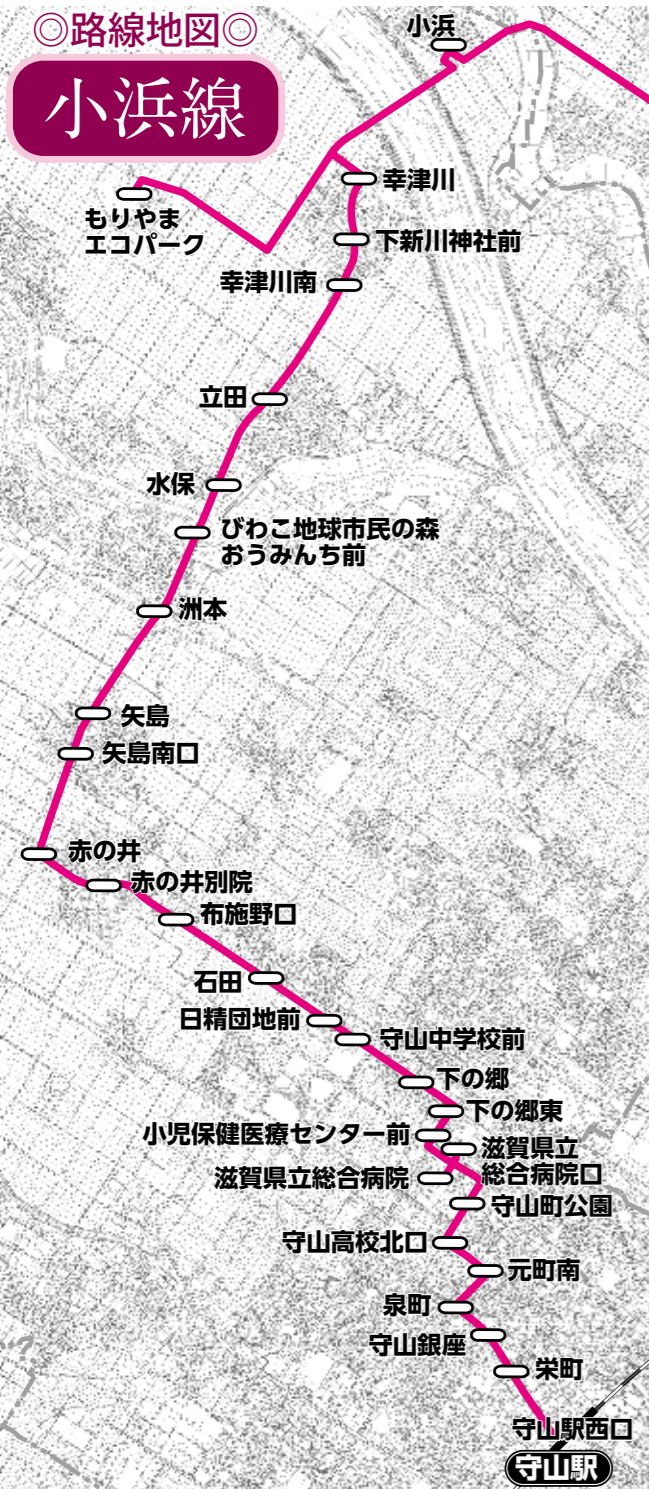 ◎路線地図◎
小浜線
小浜
幸津川
もりやま
エコパーク
下新川神社前
幸津川南
立田
水保
びわこ地球市民の森
おうみんち前
洲本
矢島
矢島南口
赤の井
赤の井別院
布施野口
石田
日精団地前
守山中学校前
下の郷
下の郷東
小児保健医療センター前
滋賀県立
総合病院口
滋賀県立総合病院
守山町公園
守山高校北口
元町南
泉町
守山銀座
栄町
守山駅西口
守山駅